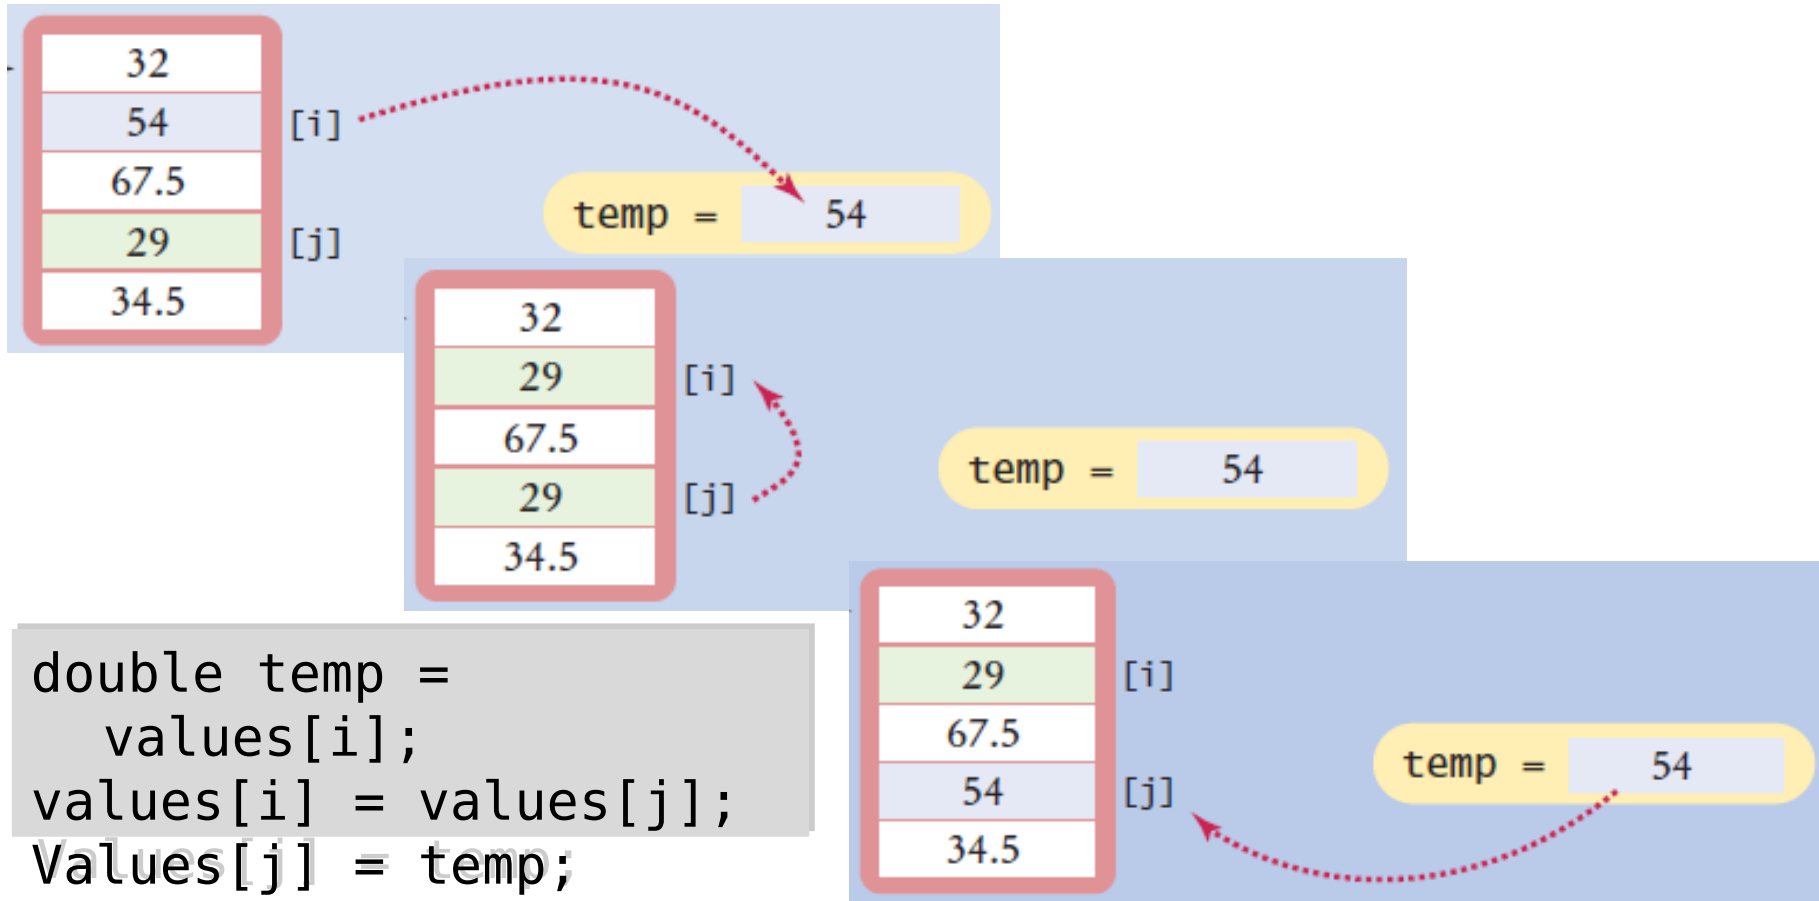 32
54 [i]
67.5
temp = 54
29 [j]
34.5
32
29 [i]
67.5
temp = 54
29 [j]
34.5
32
29 [i]
67.5
temp = 54
54 [j]
34.5
double temp =
values[i];
values[i] = values[j];
Values[j] = temp;